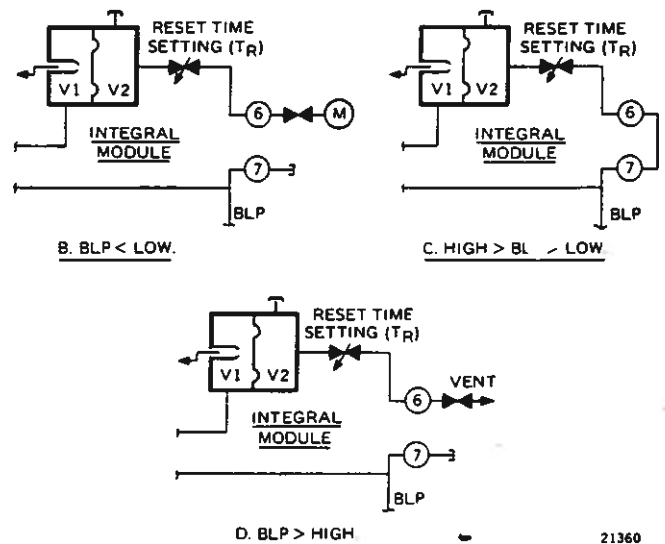 RESET TIME
SETTING (TR)
V1 V2
6 M
INTEGRAL
MODULE
7
BLP
B. BLP < LOW.
RESET TIME
SETTING (TR)
V1 V2
6
INTEGRAL
MODULE
7
BLP
C. HIGH > BL LOW
RESET TIME
SETTING (TR)
V1 V2
VENT
6
INTEGRAL
MODULE
7
BLP
D. BLP > HIGH
21360